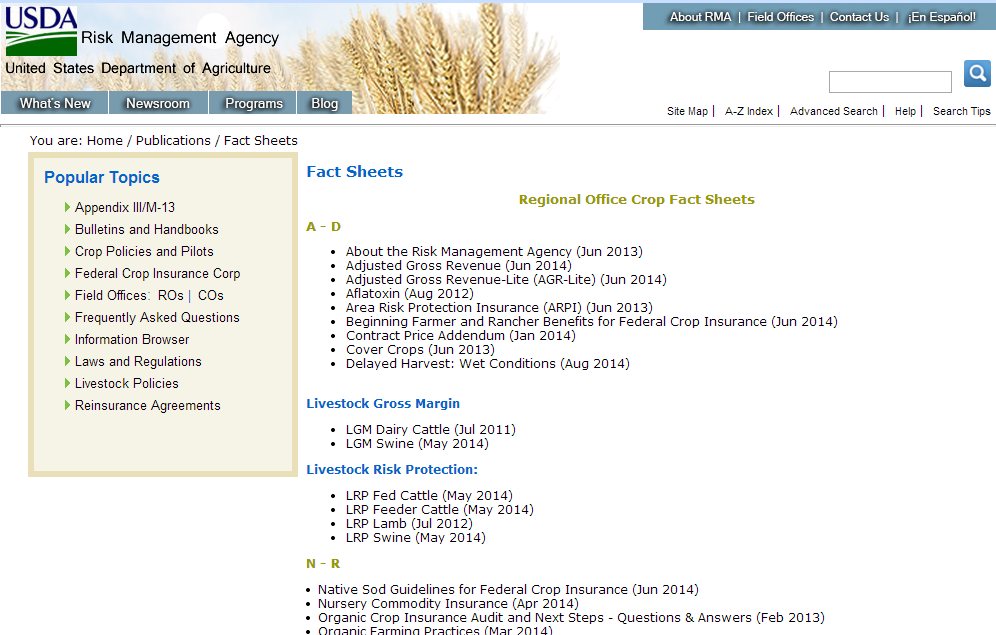 USDA
Risk Management Agency
United States Department of Agriculture
About RMA | Field Offices | Contact Us | ¡En Español!
What's New
Newsroom
Programs
Blog
Site Map | A-Z Index | Advanced Search | Help | Search Tips
You are: Home / Publications / Fact Sheets
Popular Topics
Appendix III/M-13
Bulletins and Handbooks
Crop Policies and Pilots
Federal Crop Insurance Corp
Field Offices: ROs | COs
Frequently Asked Questions
Information Browser
Laws and Regulations
Livestock Policies
Reinsurance Agreements
Fact Sheets
Regional Office Crop Fact Sheets
A - D
• About the Risk Management Agency (Jun 2013)
• Adjusted Gross Revenue (Jun 2014)
• Adjusted Gross Revenue-Lite (AGR-Lite) (Jun 2014)
• Aflatoxin (Aug 2012)
• Area Risk Protection Insurance (ARPI) (Jun 2013)
• Beginning Farmer and Rancher Benefits for Federal Crop Insurance (Jun 2014)
• Contract Price Addendum (Jan 2014)
• Cover Crops (Jun 2013)
• Delayed Harvest: Wet Conditions (Aug 2014)
Livestock Gross Margin
• LGM Dairy Cattle (Jul 2011)
• LGM Swine (May 2014)
Livestock Risk Protection:
• LRP Fed Cattle (May 2014)
• LRP Feeder Cattle (May 2014)
• LRP Lamb (Jul 2012)
• LRP Swine (May 2014)
N - R
• Native Sod Guidelines for Federal Crop Insurance (Jun 2014)
• Nursery Commodity Insurance (Apr 2014)
• Organic Crop Insurance Audit and Next Steps - Questions & Answers (Feb 2013)
• Organic Farming Practices (Mar 2014)